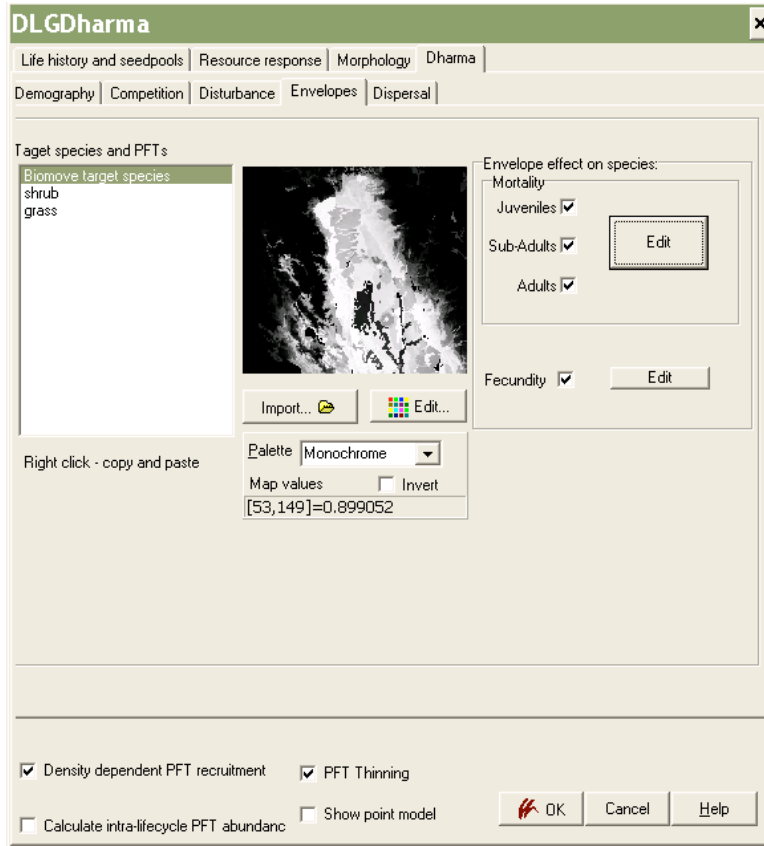 DLGDharma
Life history and seedpools Resource response Morphology Dharma
Demography Competition Disturbance Envelopes Dispersal
Taget species and PFTs
Biomove target species
shrub
grass
Right click - copy and paste
Import... Edit...
Palette Monochrome
Map values Invert
[53,149]=0.899052
Envelope effect on species:
Mortality
Juveniles
Sub-Adults Edit
Adults
Fecundity Edit
Density dependent PFT recruitment PFT Thinning
Calculate intra-lifecycle PFT abundanc Show point model
OK Cancel Help